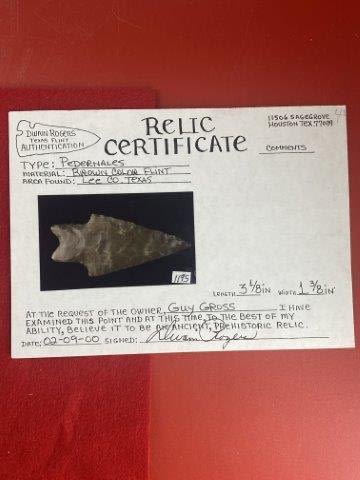 DWAIN ROGERS
TEXAS FLINT
AUTHENTICATION
RELIC
CERTIFICATE
11506 SAGEGROVE
HOUSTON TEX. 77089
COMMENTS
TYPE: PEDERNALES
MATERIAL: BROWN COLOR FLINT
AREA FOUND: LEE CO. TEXAS
1195
LENGTH 3 1/8 IN WIDTH 1 3/8 IN
AT THE REQUEST OF THE OWNER, GUY GROSS I HAVE
EXAMINED THIS POINT AND AT THIS TIME, TO THE BEST OF MY
ABILITY, BELIEVE IT TO BE AN ANCIENT, PREHISTORIC RELIC.
DATE: 02-09-00 SIGNED: Dwain Rogers